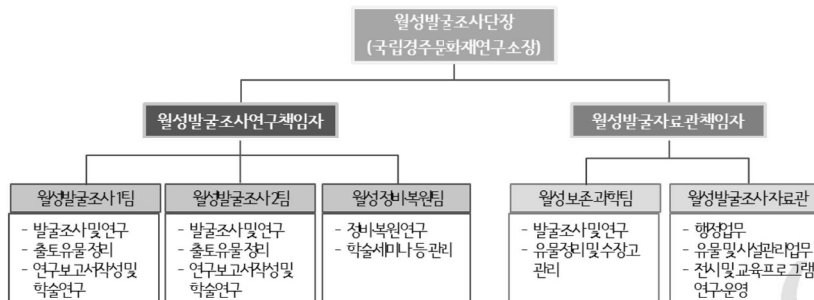 월성발굴조사단장
(국립경주문화재연구소장)
월성발굴조사연구책임자
월성발굴자료관책임자
월성발굴조사1팀
- 발굴조사및연구
- 출토유물정리
- 연구보고서작성및
학술연구
월성발굴조사2팀
- 발굴조사및연구
- 출토유물정리
- 연구보고서작성및
학술연구
월성정비·복원팀
- 정비·복원연구
- 학술세미나등관리
월성보존과학팀
- 발굴조사및연구
- 유물정리및수장고
관리
월성발굴조사자료관
- 행정업무
- 유물및시설관리업무
- 전시및교육프로그램
연구·운영